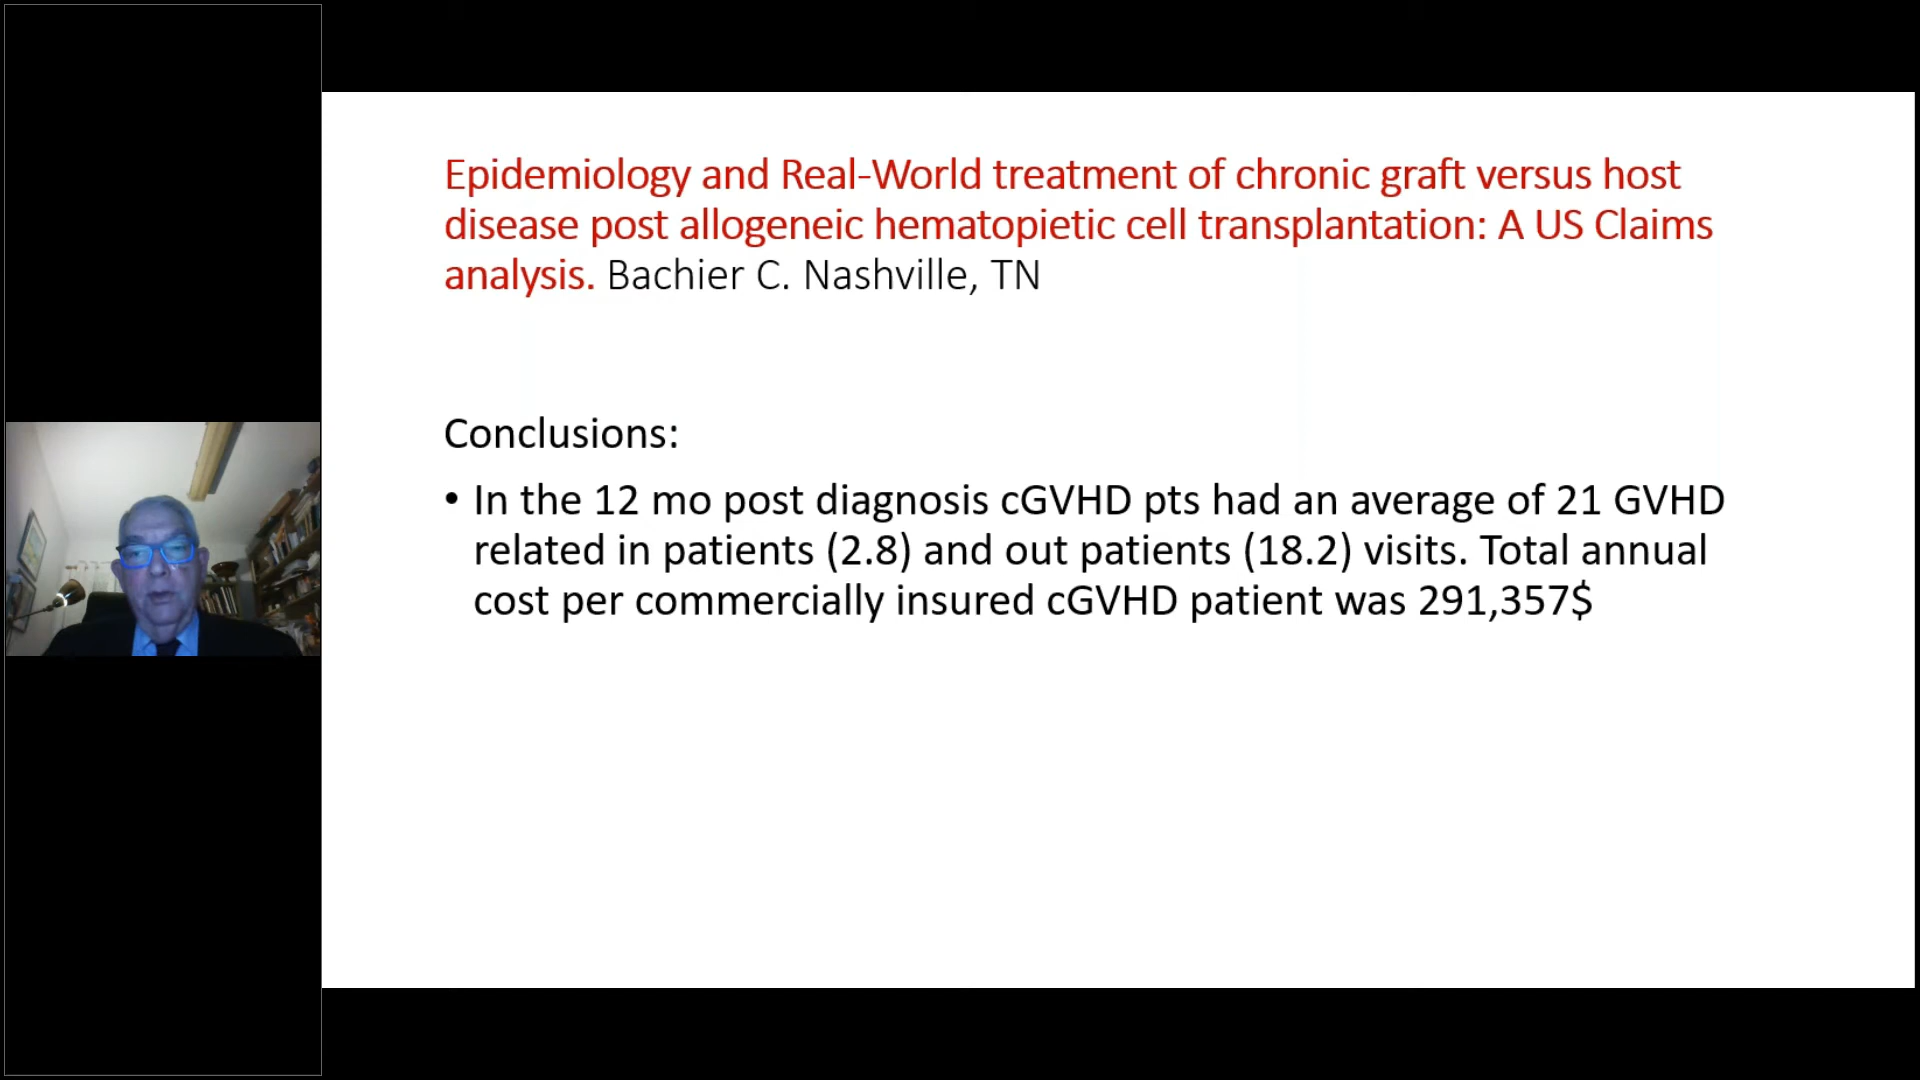 Epidemiology and Real-World treatment of chronic graft versus host
disease post allogeneic hematopietic cell transplantation: A US Claims
analysis. Bachier C. Nashville, TN
Conclusions:
• In the 12 mo post diagnosis cGVHD pts had an average of 21 GVHD
related in patients (2.8) and out patients (18.2) visits. Total annual
cost per commercially insured cGVHD patient was 291,357$